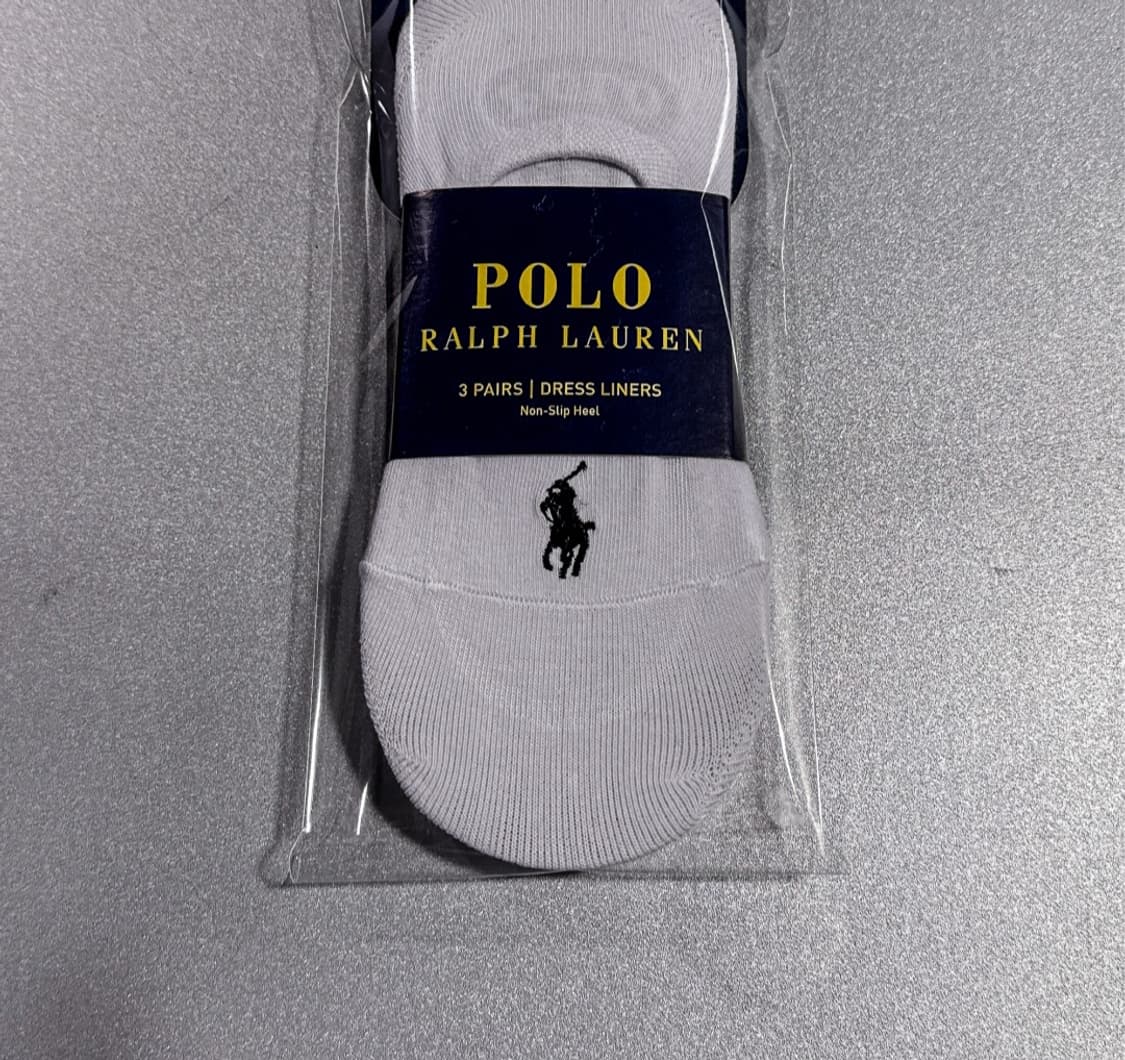 POLO
RALPH LAUREN
3 PAIRS | DRESS LINERS
Non-Slip Heel